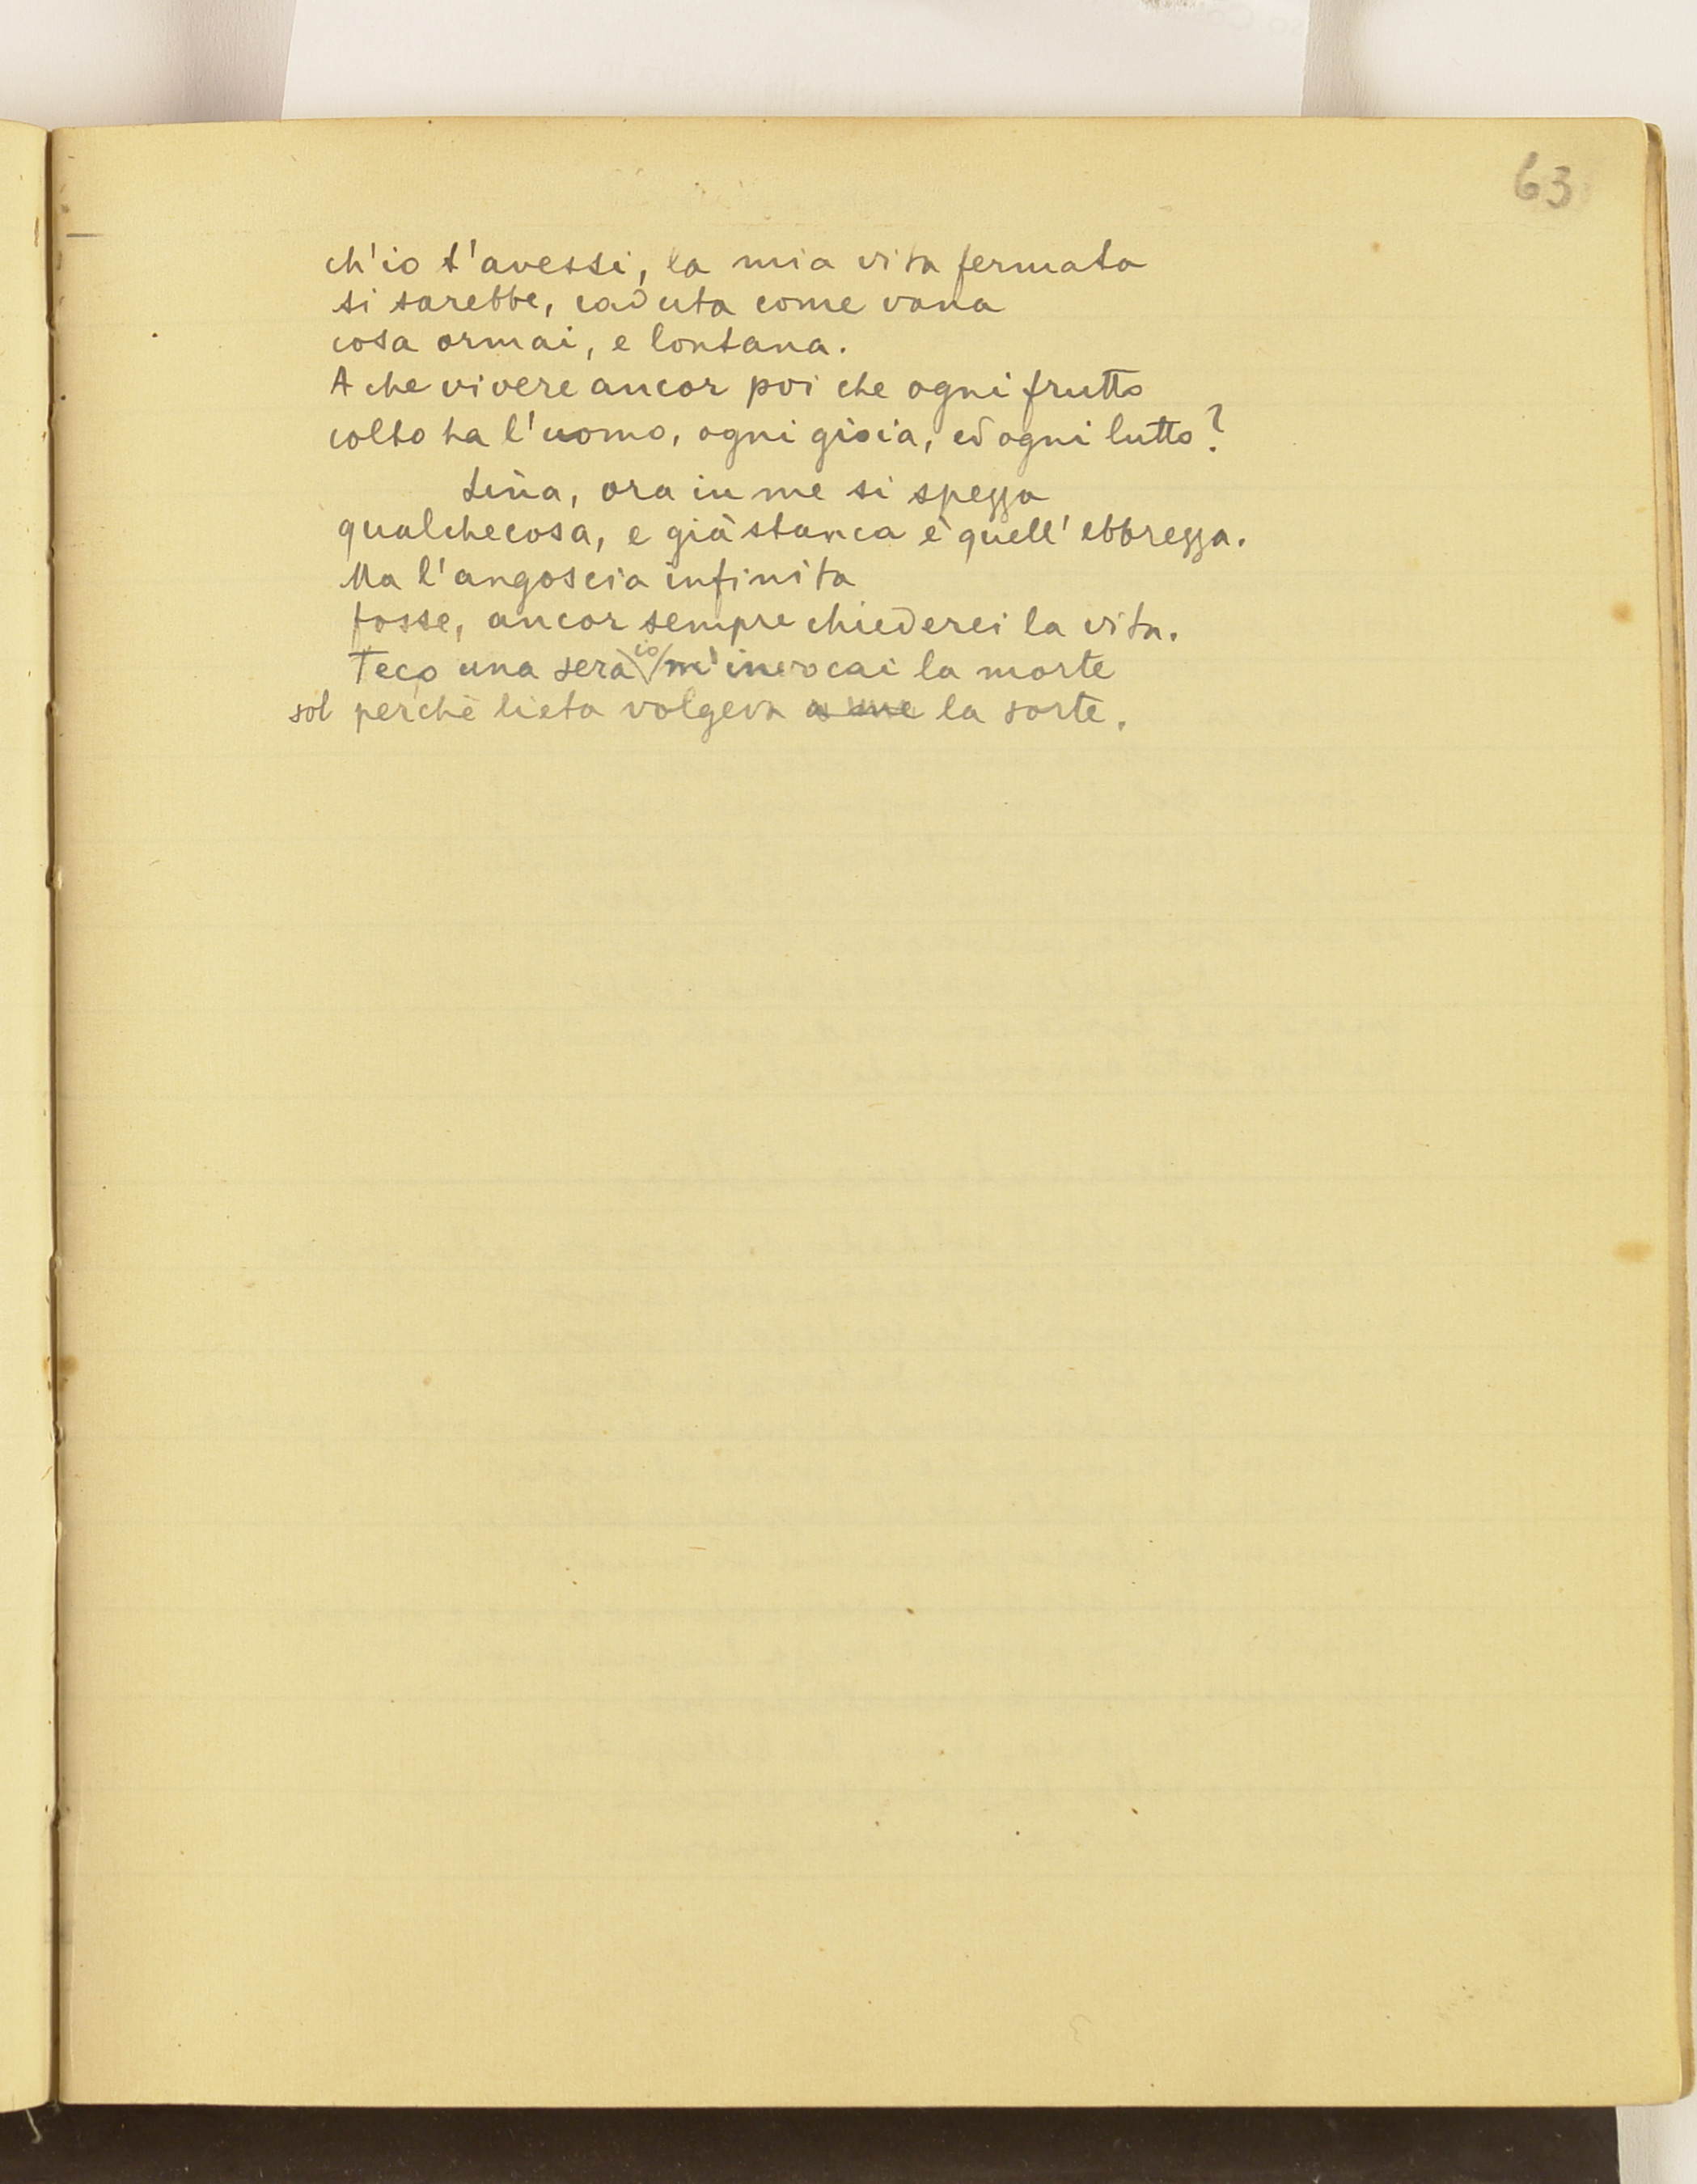 63
ch'io t'avessi, la mia vita fermata
si sarebbe, caduta come vana
cosa ormai, e lontana.
A che vivere ancor poi che ogni frutto
colto ha l'uomo, ogni gioia, ed ogni lutto?
Lina, ora in me si spezza
qualchecosa, e già stanca è quell'ebbrezza.
Ma l'angoscia infinita
fosse, ancor sempre chiederei la vita.
Teco una sera io m'invocai la morte
sol perchè lieta volgeva a me la sorte.